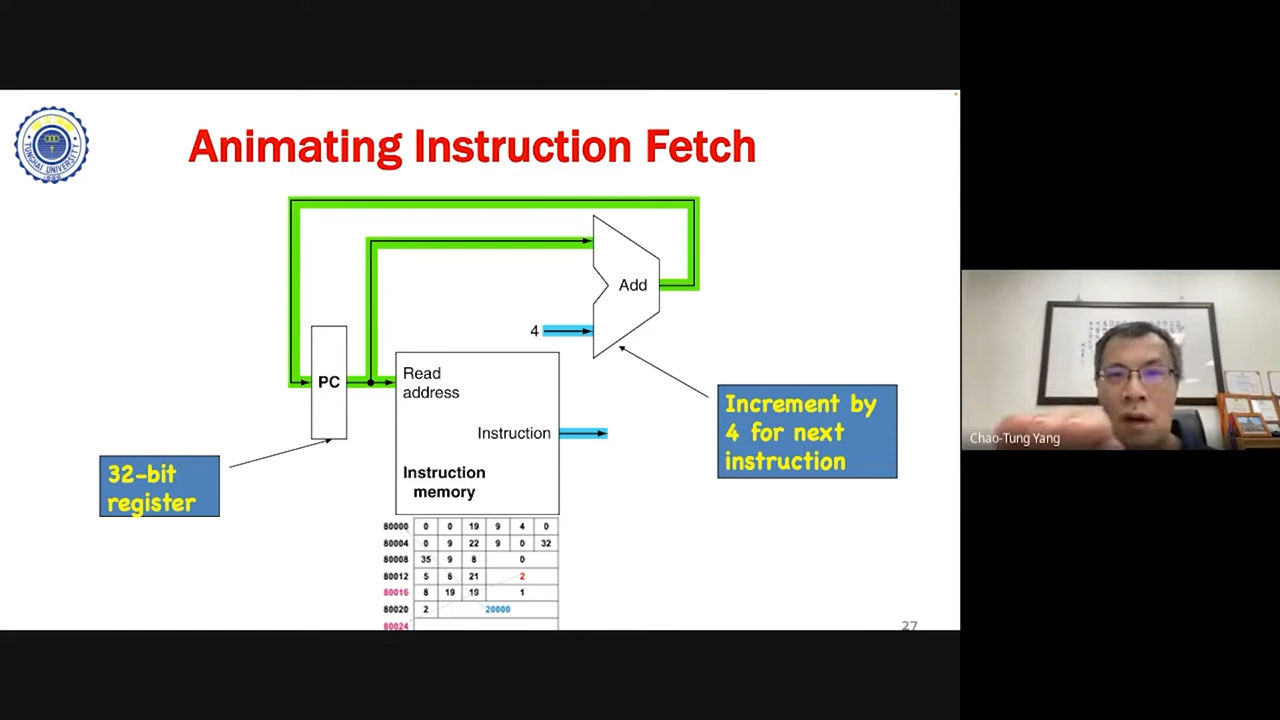 TUNGHAI UNIVERSITY
Animating Instruction Fetch
Add
4
PC
Read
address
Instruction
Instruction
memory
Increment by
4 for next
instruction
32-bit
register
80000 0 0 19 9 4 0
80004 0 9 22 9 0 32
80008 35 9 8 0
80012 5 8 21 2
80016 8 19 19 1
80020 2 20000
80024
27
Chao-Tung Yang